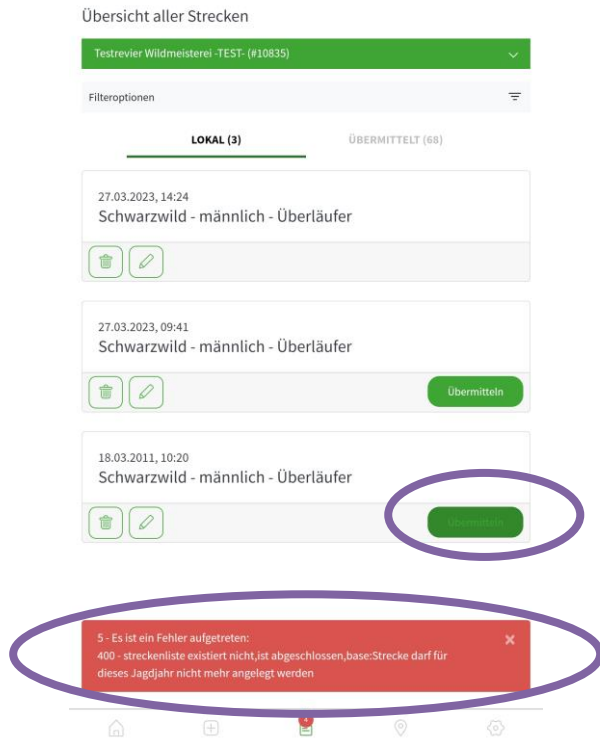 Übersicht aller Strecken
Testrevier Wildmeisterei -TEST- (#10835)
Filteroptionen
LOKAL (3) ÜBERMITTELT (68)
27.03.2023, 14:24
Schwarzwild - männlich - Überläufer
27.03.2023, 09:41
Schwarzwild - männlich - Überläufer
Übermitteln
18.03.2011, 10:20
Schwarzwild - männlich - Überläufer
Übermitteln
5 - Es ist ein Fehler aufgetreten:
400 - streckenliste existiert nicht,ist abgeschlossen,base:Strecke darf für
dieses Jagdjahr nicht mehr angelegt werden
4